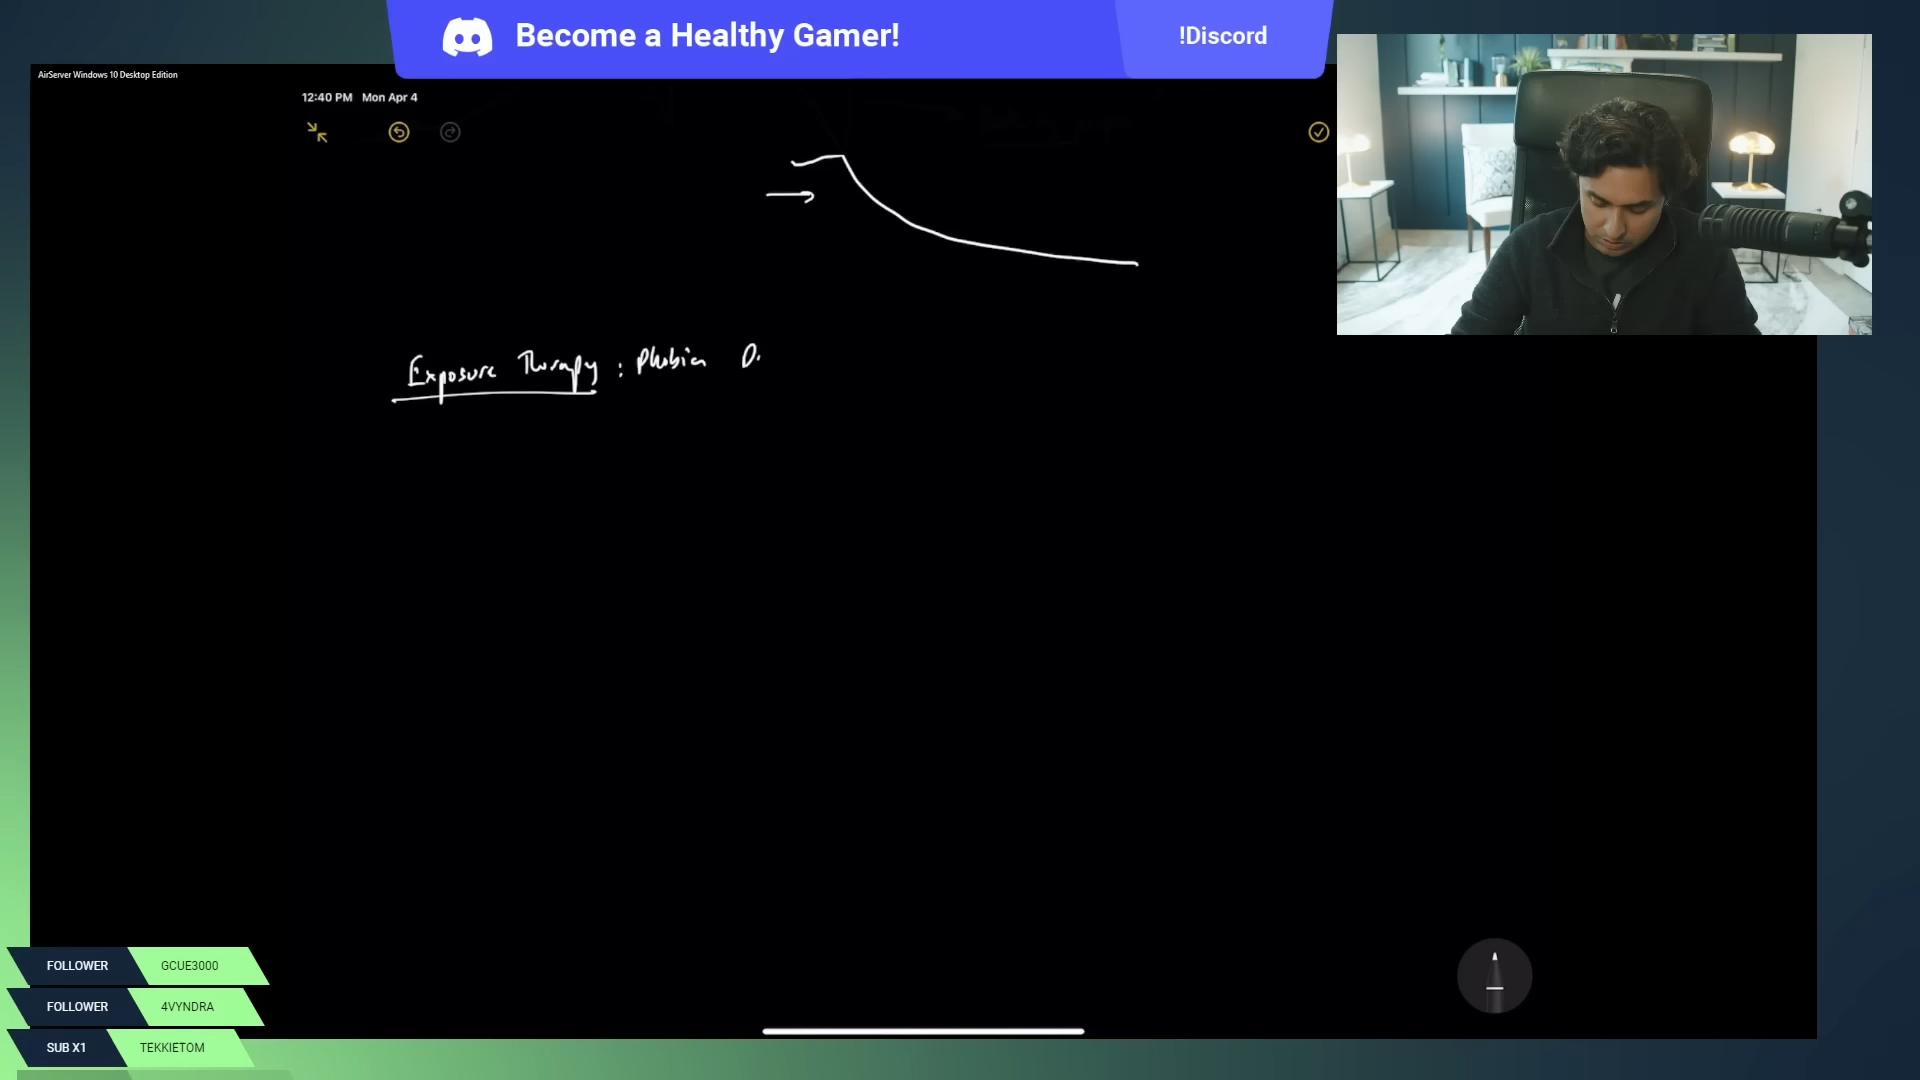 Become a Healthy Gamer!
!Discord
AirServer Windows 10 Desktop Edition
12:40 PM Mon Apr 4
Exposure Therapy : Phobia D.
FOLLOWER GCUE3000
FOLLOWER 4VYNDRA
SUB X1 TEKKIETOM